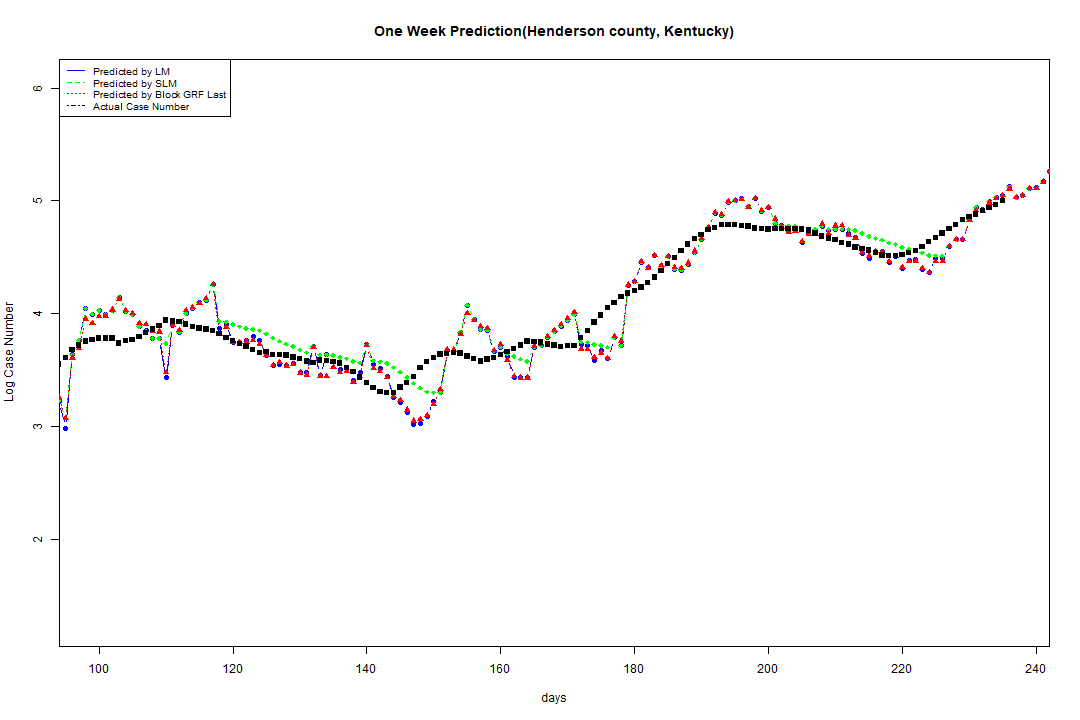 One Week Prediction(Henderson county, Kentucky)
Predicted by LM
Predicted by SLM
Predicted by Block GRF Last
Actual Case Number
6
5
4
3
2
Log Case Number
100 120 140 160 180 200 220 240
days